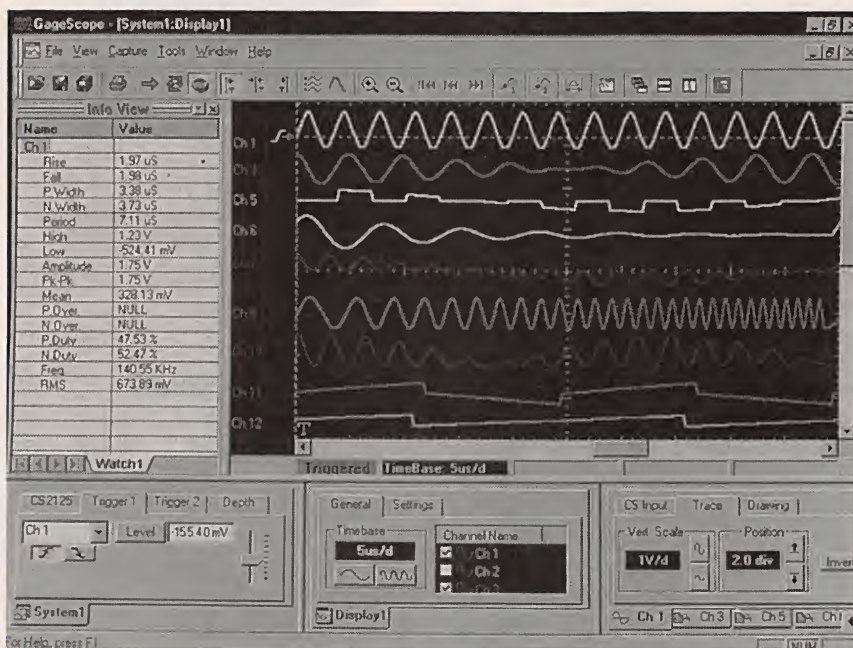 GageScope - [System1:Display1]
File View Capture Tools Window Help
Info View
Name Value
Ch 1
Rise 1.97 uS
Fall 1.98 uS
P.Width 3.38 uS
N.Width 3.73 uS
Period 7.11 uS
High 1.23 V
Low -524.41 mV
Amplitude 1.75 V
Pk-Pk 1.75 V
Mean 328.13 mV
P.Over NULL
N.Over NULL
P.Duty 47.53 %
N.Duty 52.47 %
Freq 140.55 KHz
RMS 673.89 mV
Watch1
Ch 1
Ch 5
Ch 6
Ch 11
Ch 12
T
Triggered TimeBase: 5us/d
CS2125 Trigger 1 Trigger 2 Depth
Ch 1 Level -155.40 mV
System1
General Settings
Timebase
5us/d
Channel Name
Ch 1
Ch 2
Display1
CS Input Trace Drawing
Vert. Scale Position
1V/d 2.0 div
Invert
Ch 1 Ch 3 Ch 5
For Help, press F1
NUM